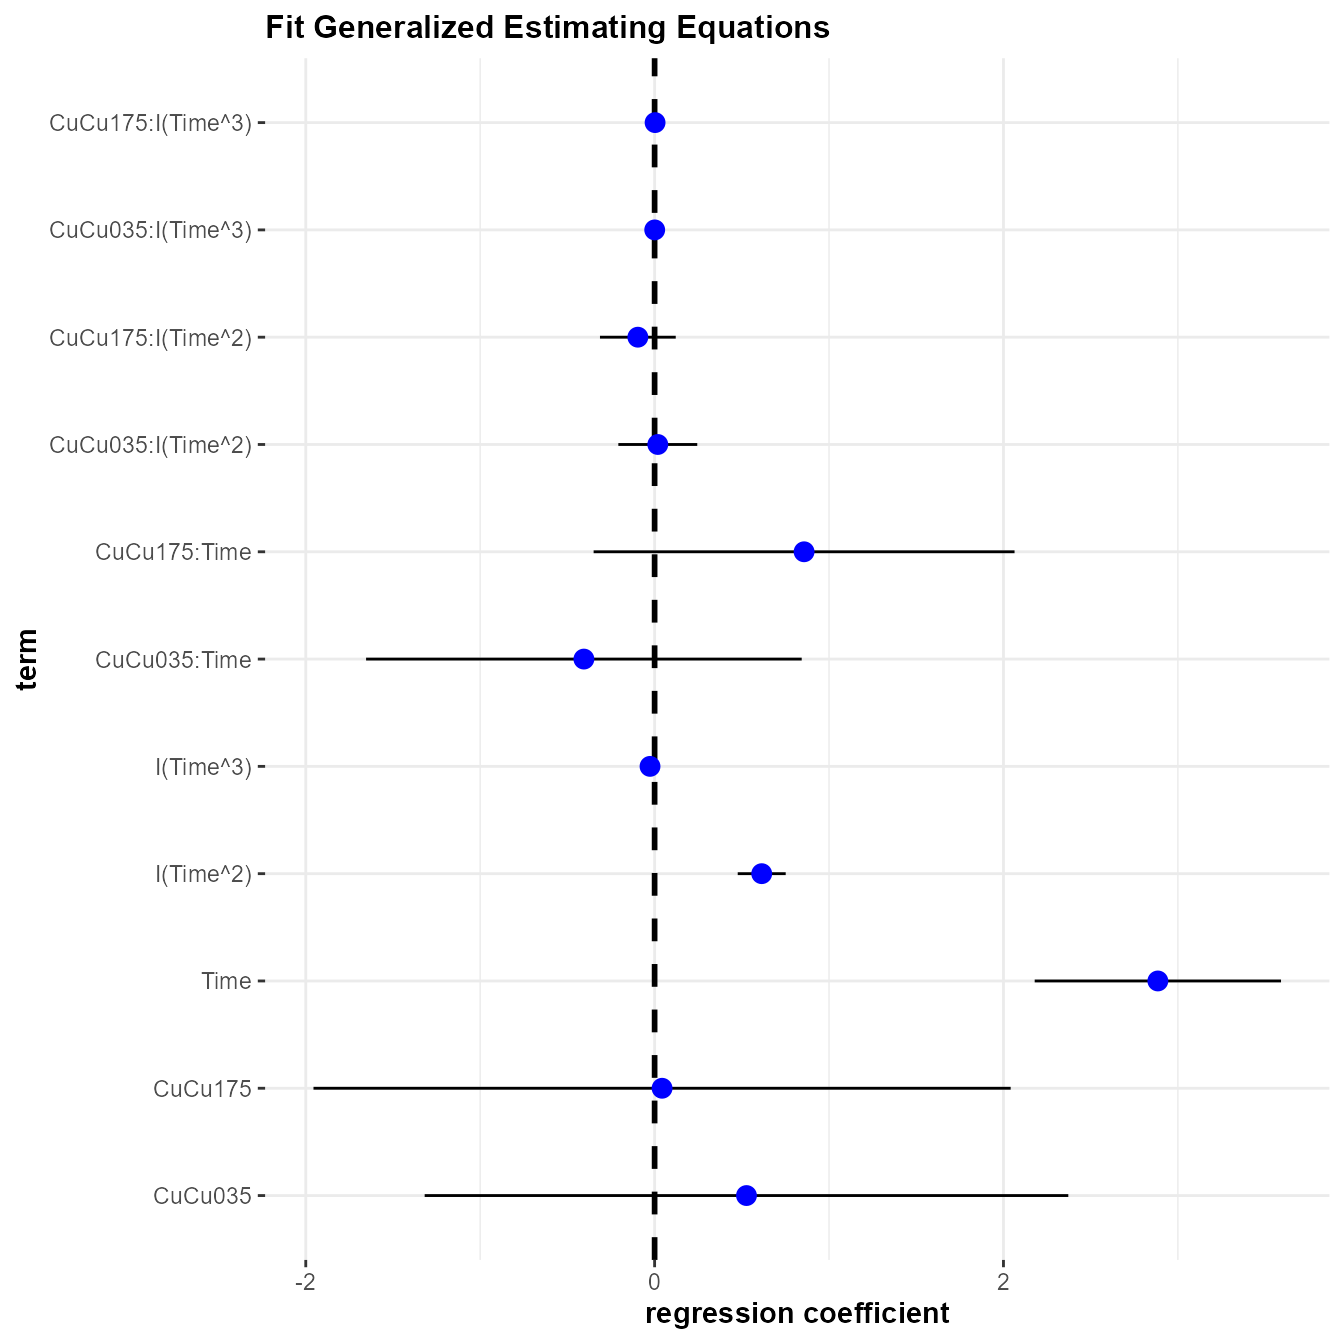 Fit Generalized Estimating Equations
CuCu175:I(Time^3)
CuCu035:I(Time^3)
CuCu175:I(Time^2)
CuCu035:I(Time^2)
CuCu175:Time
CuCu035:Time
I(Time^3)
I(Time^2)
Time
CuCu175
CuCu035
term
-2 0 2
regression coefficient